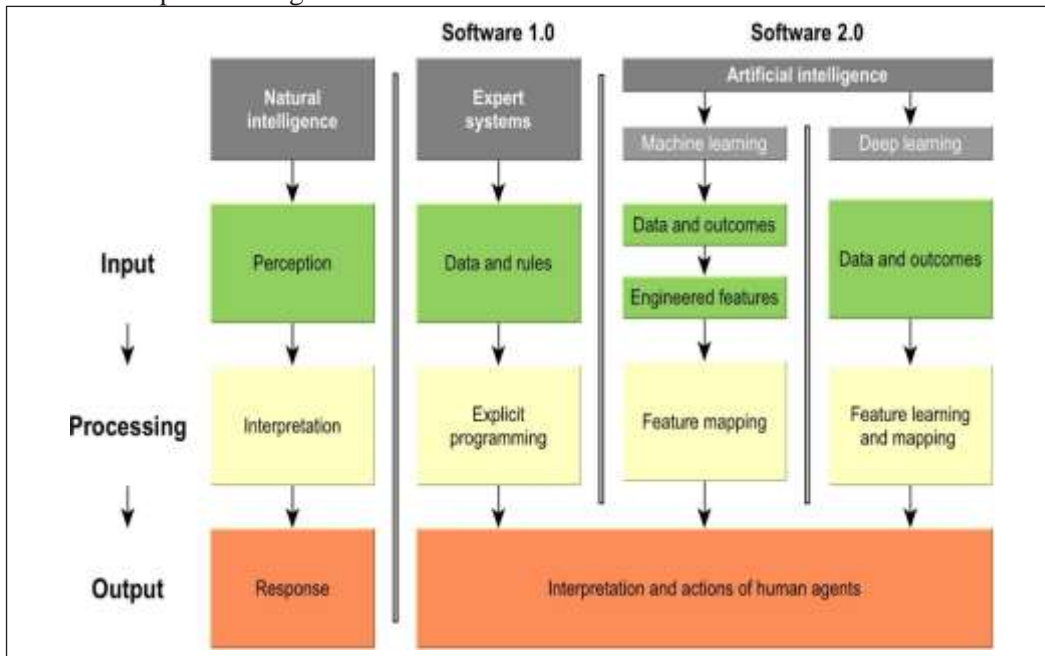 Software 1.0
Software 2.0
Natural
intelligence
Expert
systems
Artificial intelligence
Machine learning
Deep learning
Input
Perception
Data and rules
Data and outcomes
Engineered features
Data and outcomes
Processing
Interpretation
Explicit
programming
Feature mapping
Feature learning
and mapping
Output
Response
Interpretation and actions of human agents